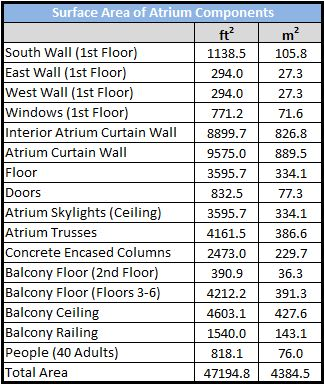 Surface Area of Atrium Components
ft² m²
South Wall (1st Floor) 1138.5 105.8
East Wall (1st Floor) 294.0 27.3
West Wall (1st Floor) 294.0 27.3
Windows (1st Floor) 771.2 71.6
Interior Atrium Curtain Wall 8899.7 826.8
Atrium Curtain Wall 9575.0 889.5
Floor 3595.7 334.1
Doors 832.5 77.3
Atrium Skylights (Ceiling) 3595.7 334.1
Atrium Trusses 4161.5 386.6
Concrete Encased Columns 2473.0 229.7
Balcony Floor (2nd Floor) 390.9 36.3
Balcony Floor (Floors 3-6) 4212.2 391.3
Balcony Ceiling 4603.1 427.6
Balcony Railing 1540.0 143.1
People (40 Adults) 818.1 76.0
Total Area 47194.8 4384.5